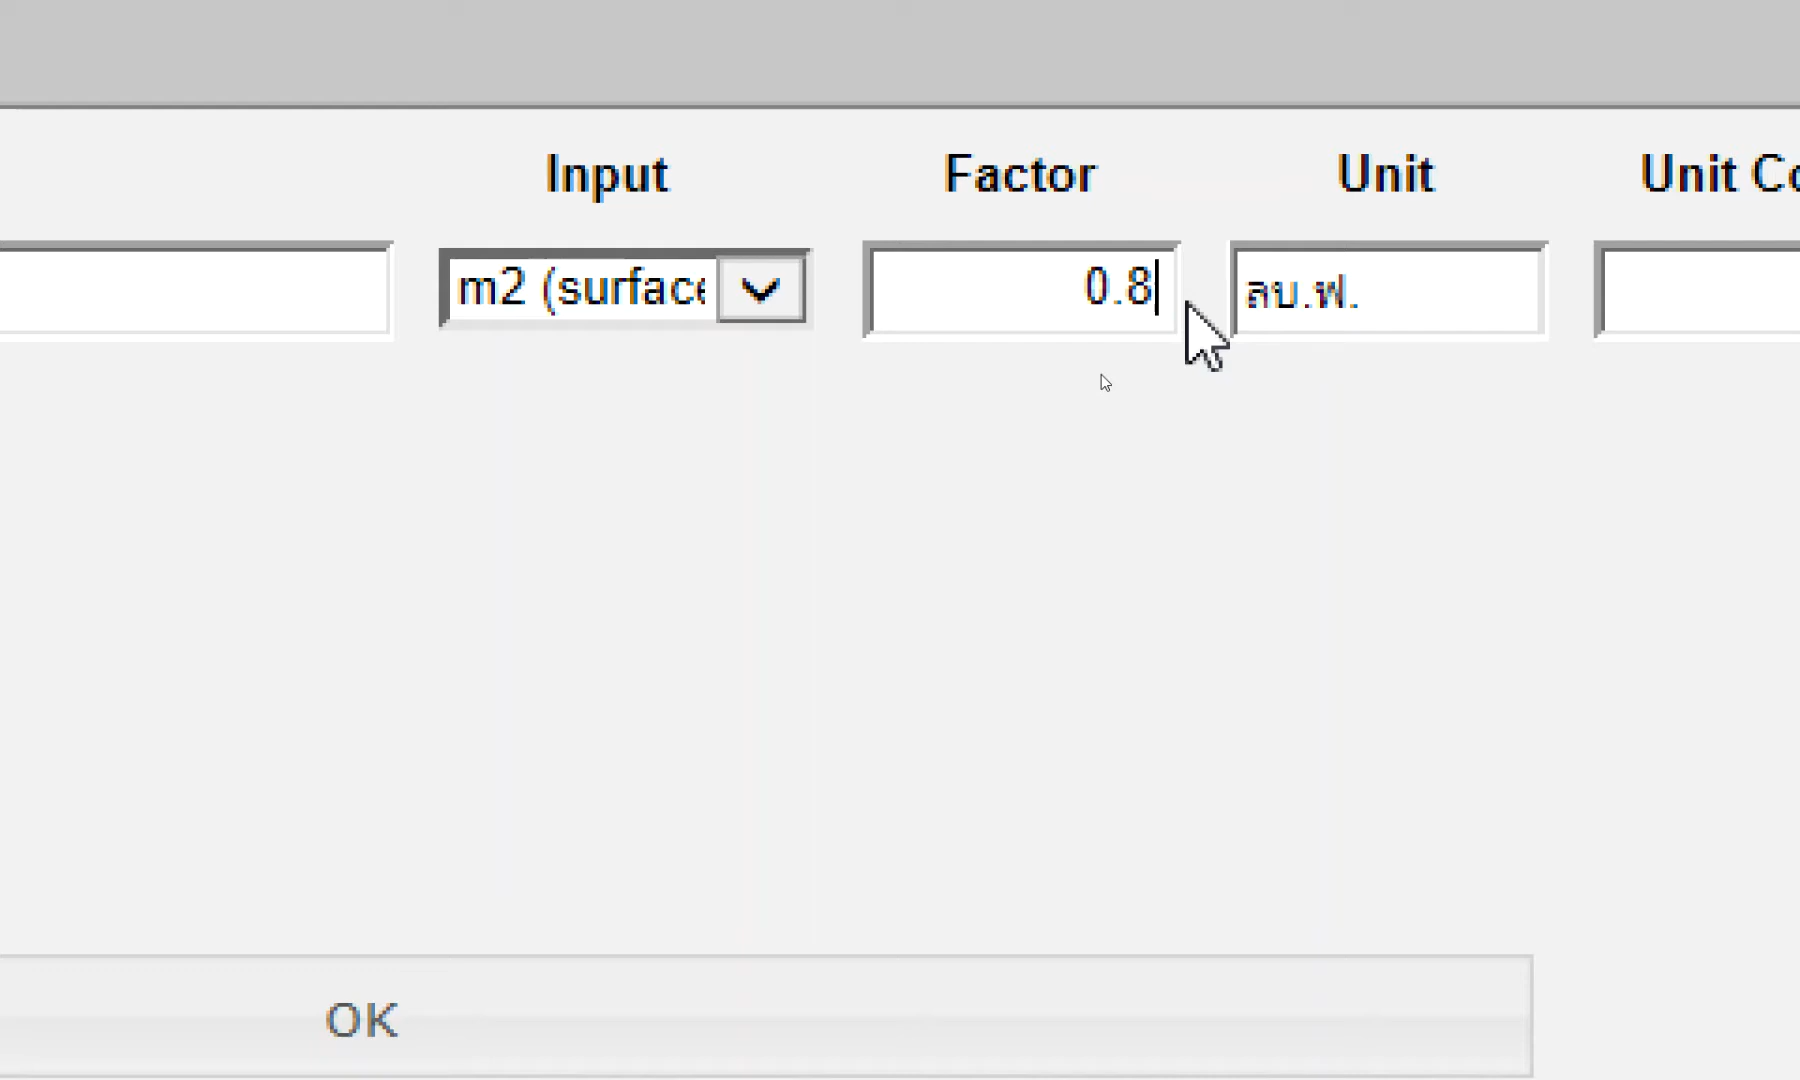 Input Factor Unit Unit Co
m2 (surface 0.8 ลบ.ฟ.
OK